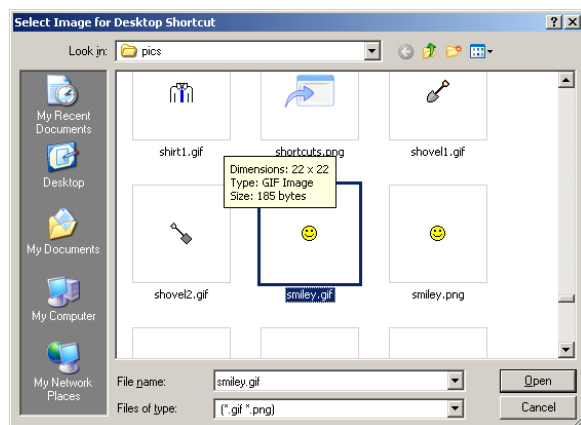 Select Image for Desktop Shortcut
Look in:
pics
My Recent
Documents
Desktop
My Documents
My Computer
My Network
Places
shirt1.gif
shortcuts.png
shovel1.gif
Dimensions: 22 x 22
Type: GIF Image
Size: 185 bytes
shovel2.gif
smiley.gif
smiley.png
File name:
smiley.gif
Open
Files of type:
(*.gif *.png)
Cancel